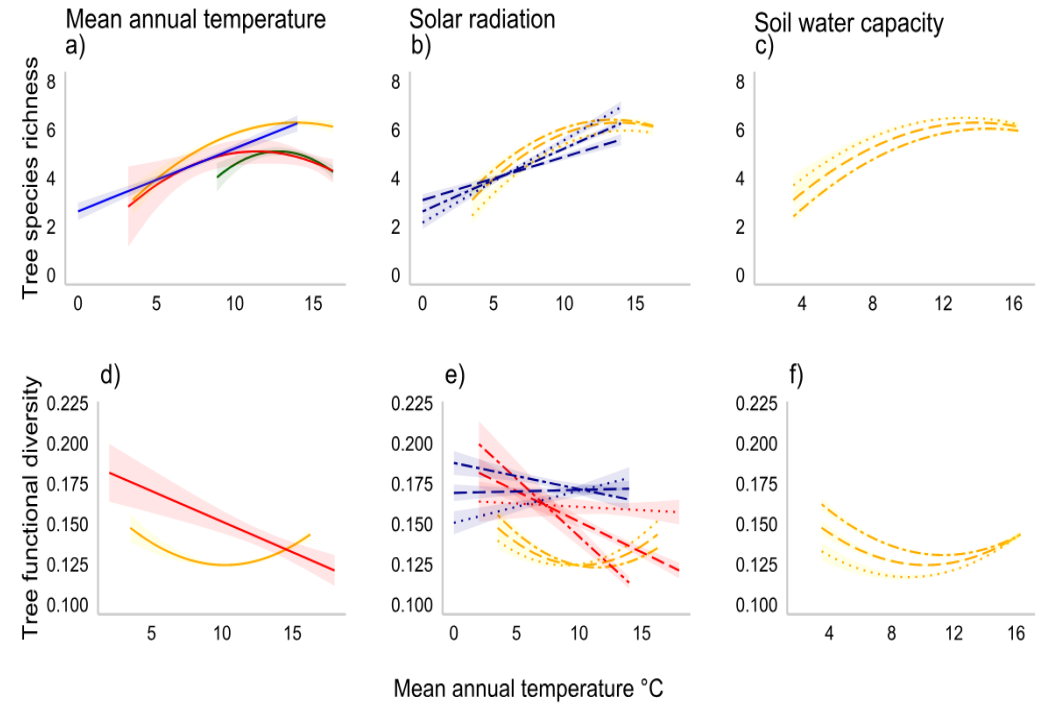 Mean annual temperature
Solar radiation
Soil water capacity
a)
b)
c)
Tree species richness
8
6
4
2
0
0 5 10 15
8
6
4
2
0
0 5 10 15
8
6
4
2
0
4 8 12 16
d)
e)
f)
Tree functional diversity
0.225
0.200
0.175
0.150
0.125
0.100
5 10 15
0.225
0.200
0.175
0.150
0.125
0.100
0 5 10 15
0.225
0.200
0.175
0.150
0.125
0.100
4 8 12 16
Mean annual temperature °C